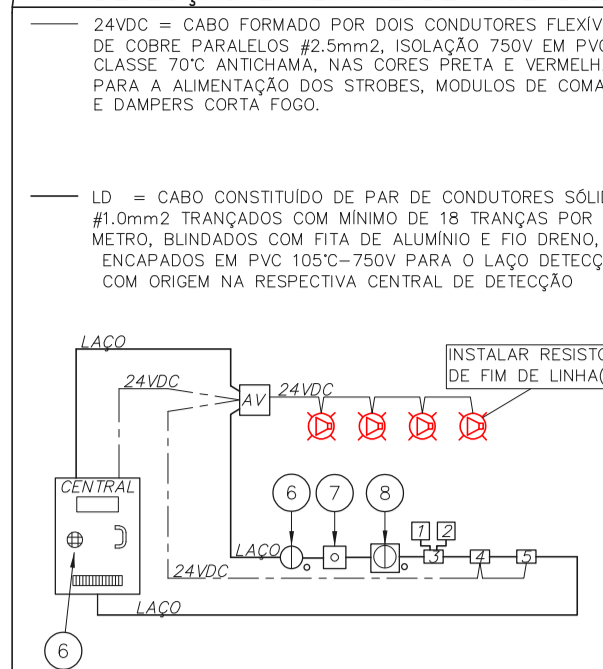 24VDC = CABO FORMADO POR DOIS CONDUTORES FLEXÍV
DE COBRE PARALELOS #2.5mm2, ISOLAÇÃO 750V EM PVC
CLASSE 70°C ANTICHAMA, NAS CORES PRETA E VERMELH
PARA A ALIMENTAÇÃO DOS STROBES, MODULOS DE COMA
E DAMPERS CORTA FOGO.
LD = CABO CONSTITUÍDO DE PAR DE CONDUTORES SÓLI
#1.0mm2 TRANÇADOS COM MÍNIMO DE 18 TRANÇAS POR
METRO, BLINDADOS COM FITA DE ALUMÍNIO E FIO DRENO,
ENCAPADOS EM PVC 105°C-750V PARA O LAÇO DETECÇ
COM ORIGEM NA RESPECTIVA CENTRAL DE DETECÇÃO
LAÇO
INSTALAR RESISTO
DE FIM DE LINHA(
24VDC
24VDC
AV
CENTRAL
6
7
8
1
2
LAÇO
3
4
5
24VDC
LAÇO
6